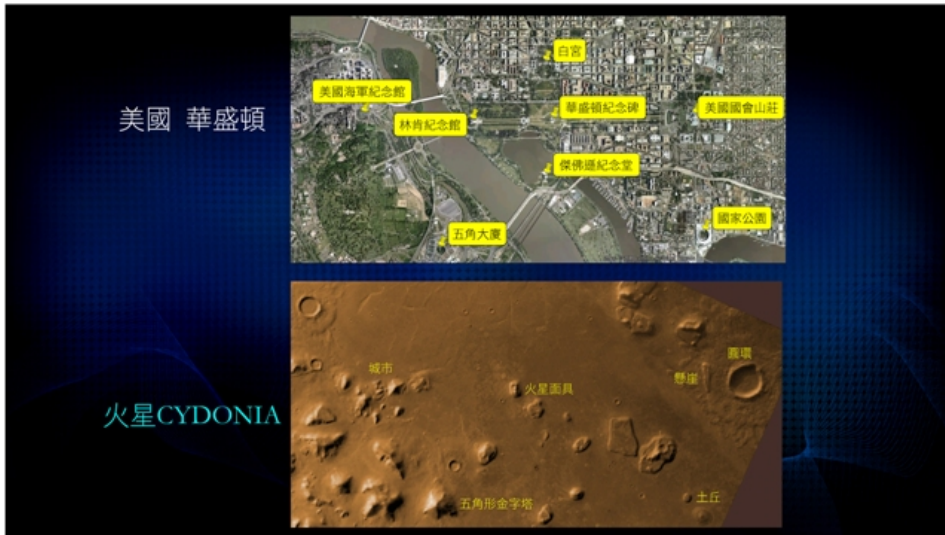 白宮
美國海軍紀念館
美國 華盛頓
林肯紀念館
華盛頓紀念碑
美國國會山莊
傑佛遜紀念堂
國家公園
五角大廈
圓環
城市
懸崖
火星面具
火星CYDONIA
土丘
五角形金字塔